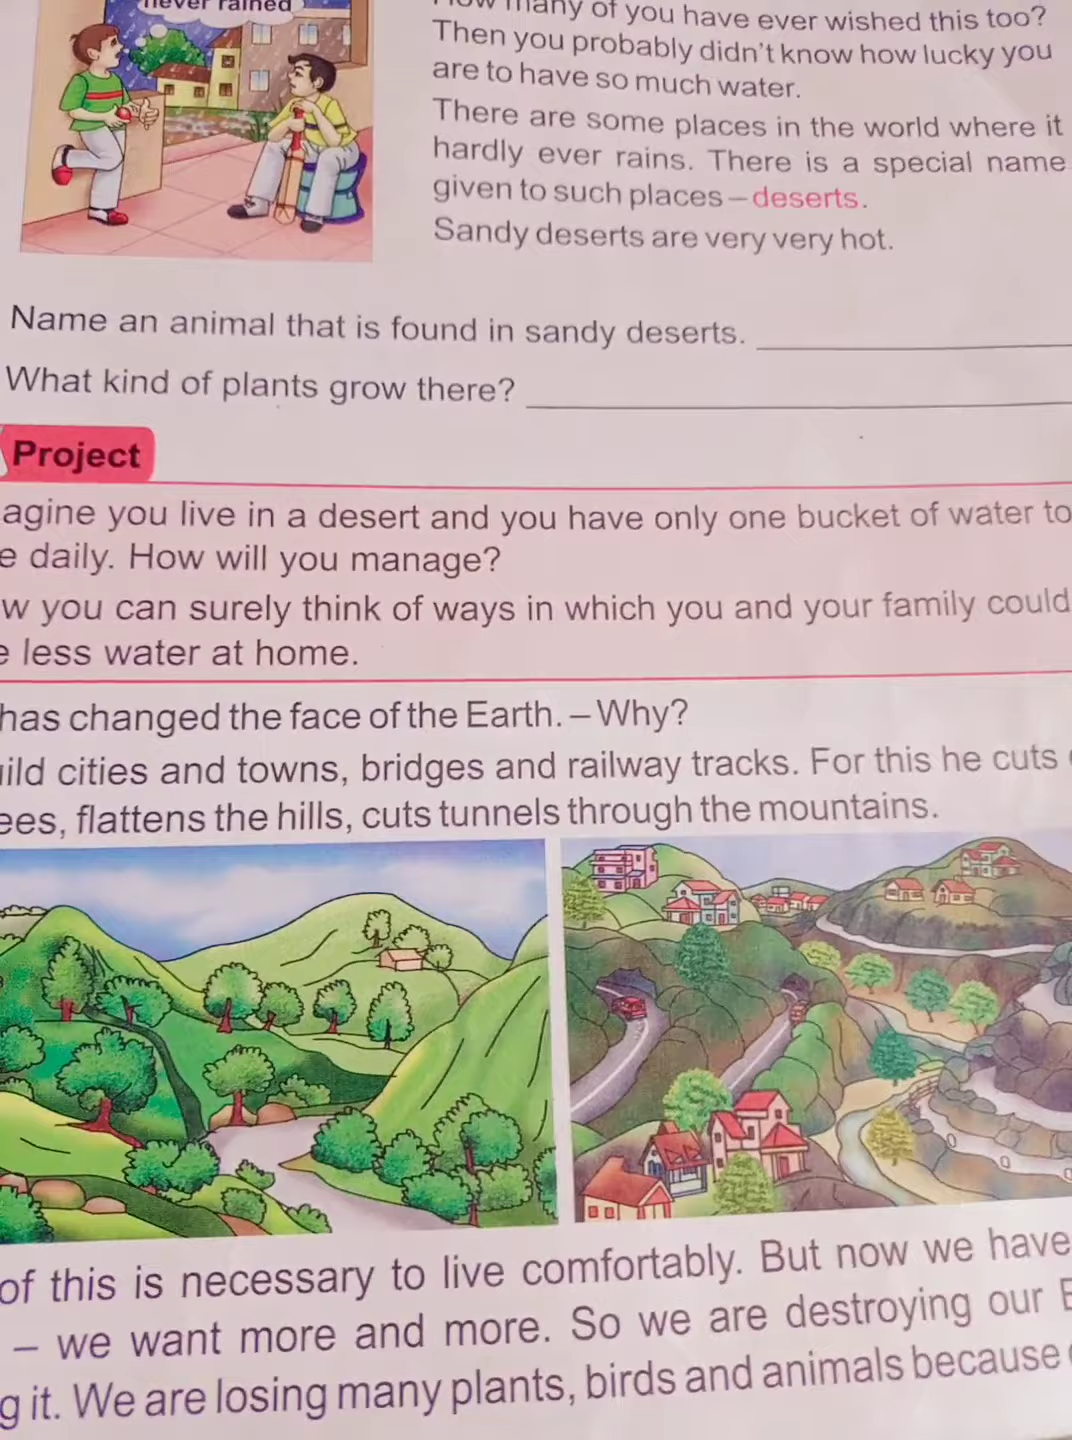 never rained
How many of you have ever wished this too?
Then you probably didn't know how lucky you
are to have so much water.
There are some places in the world where it
hardly ever rains. There is a special name
given to such places – deserts.
Sandy deserts are very very hot.
Name an animal that is found in sandy deserts.
What kind of plants grow there?
Project
agine you live in a desert and you have only one bucket of water to
e daily. How will you manage?
w you can surely think of ways in which you and your family could
e less water at home.
has changed the face of the Earth. – Why?
ild cities and towns, bridges and railway tracks. For this he cuts
ees, flattens the hills, cuts tunnels through the mountains.
of this is necessary to live comfortably. But now we have
– we want more and more. So we are destroying our E
g it. We are losing many plants, birds and animals because